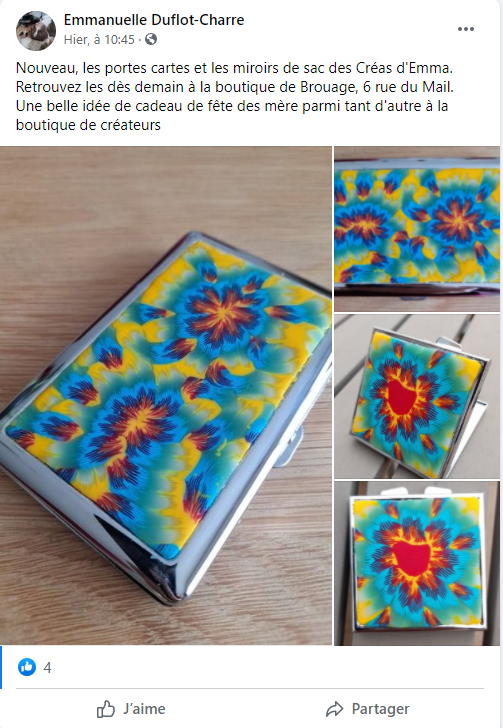 Emmanuelle Duflot-Charre
Hier, à 10:45 ·
Nouveau, les portes cartes et les miroirs de sac des Créas d'Emma.
Retrouvez les dès demain à la boutique de Brouage, 6 rue du Mail.
Une belle idée de cadeau de fête des mère parmi tant d'autre à la
boutique de créateurs
4
J'aime
Partager